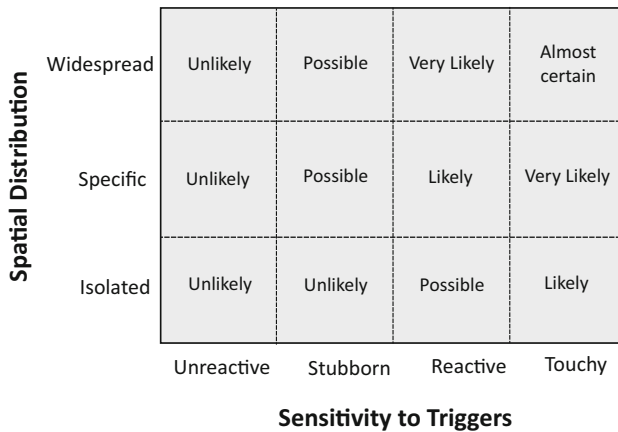 Spatial Distribution
Widespread Unlikely Possible Very Likely Almost
certain
Specific Unlikely Possible Likely Very Likely
Isolated Unlikely Unlikely Possible Likely
Unreactive Stubborn Reactive Touchy
Sensitivity to Triggers